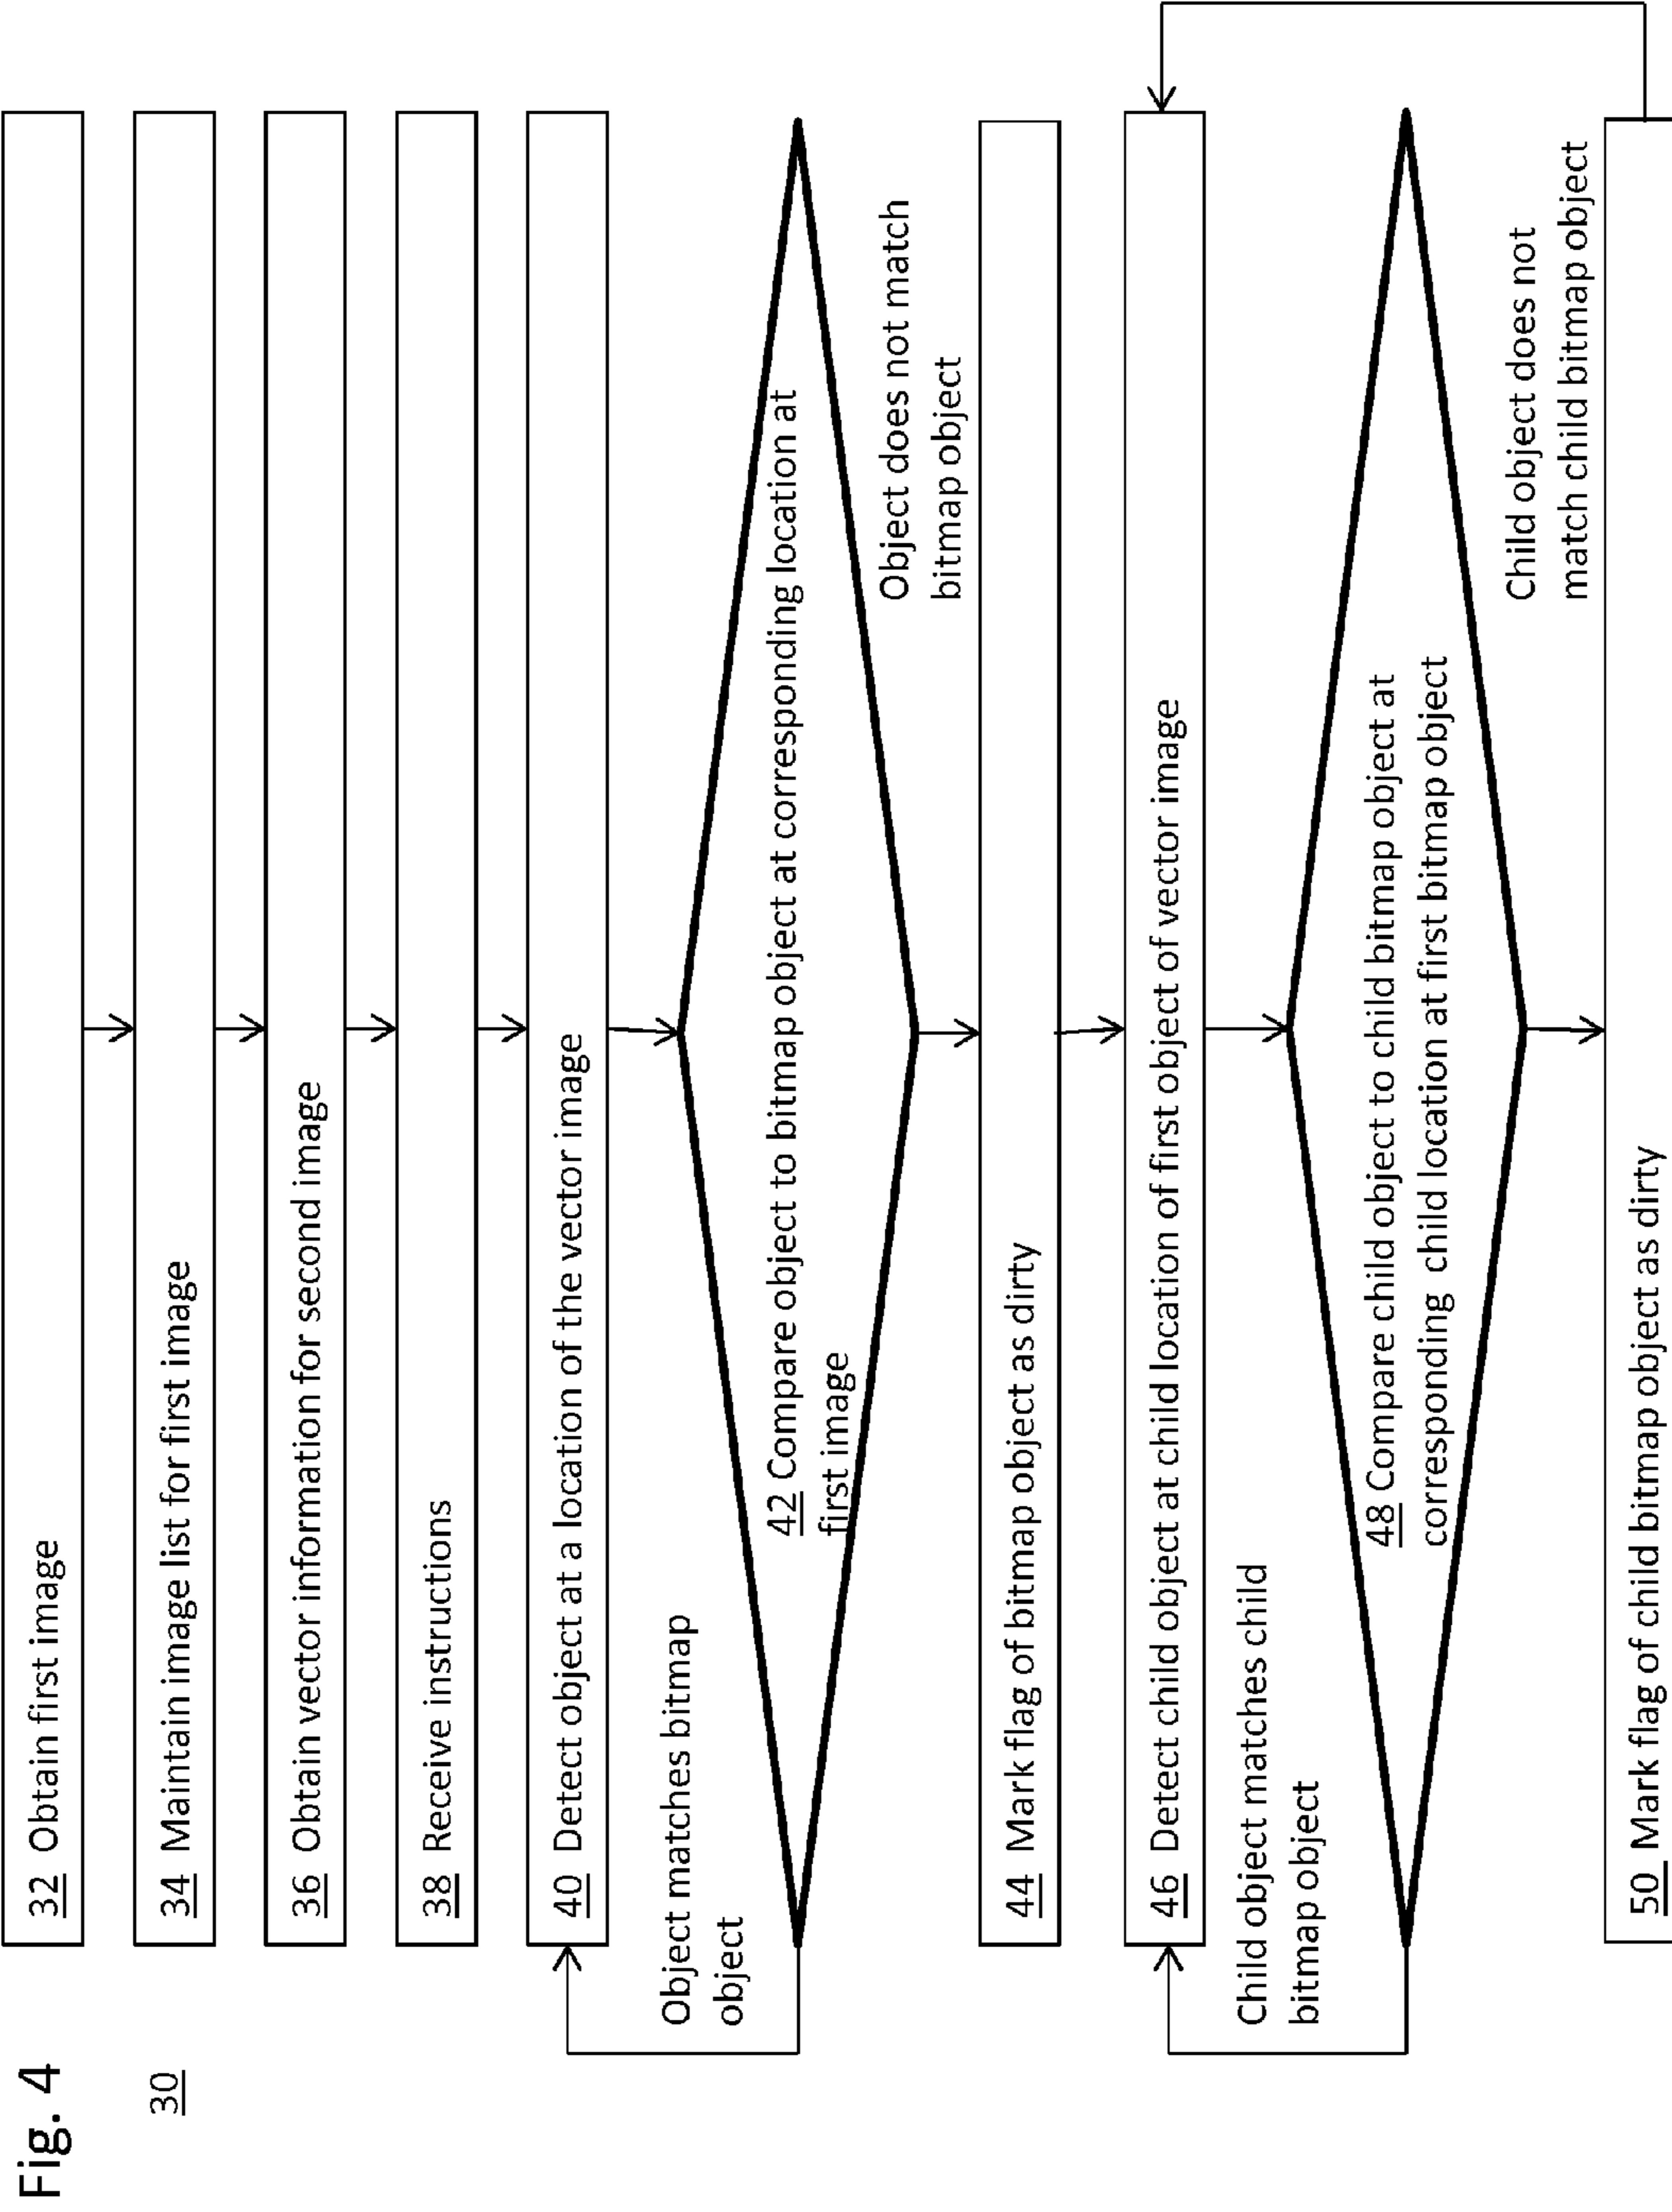 Fig. 4
30
32 Obtain first image
34 Maintain image list for first image
36 Obtain vector information for second image
38 Receive instructions
40 Detect object at a location of the vector image
Object matches bitmap
object
42 Compare object to bitmap object at corresponding location at
first image
Object does not match
bitmap object
44 Mark flag of bitmap object as dirty
46 Detect child object at child location of first object of vector image
Child object matches child
bitmap object
48 Compare child object to child bitmap object at
corresponding child location at first bitmap object
Child object does not
match child bitmap object
50 Mark flag of child bitmap object as dirty